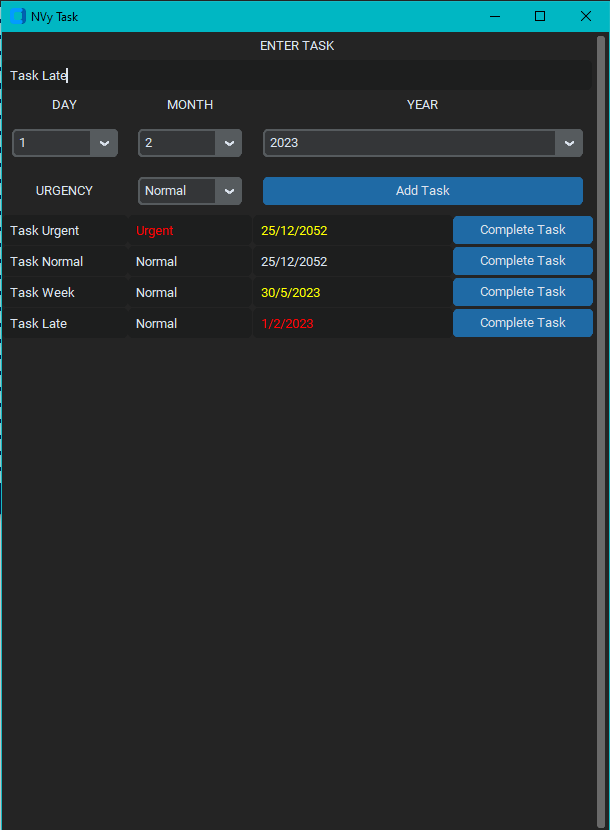 NVy Task
ENTER TASK
Task Late
DAY MONTH YEAR
1 2 2023
URGENCY Normal Add Task
Task Urgent Urgent 25/12/2052 Complete Task
Task Normal Normal 25/12/2052 Complete Task
Task Week Normal 30/5/2023 Complete Task
Task Late Normal 1/2/2023 Complete Task